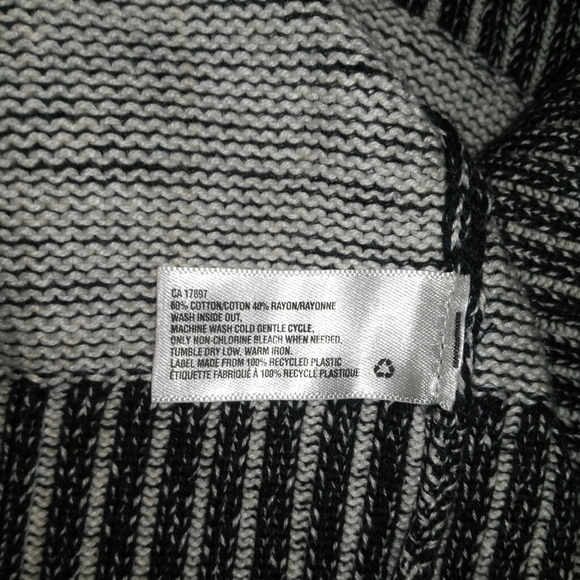 CA 17897
60% COTTON/COTON 40% RAYON/RAYONNE
WASH INSIDE OUT,
MACHINE WASH COLD GENTLE CYCLE,
ONLY NON-CHLORINE BLEACH WHEN NEEDED,
TUMBLE DRY LOW, WARM IRON.
LABEL MADE FROM 100% RECYCLED PLASTIC
ÉTIQUETTE FABRIQUÉ À 100% RECYCLÉ PLASTIQUE